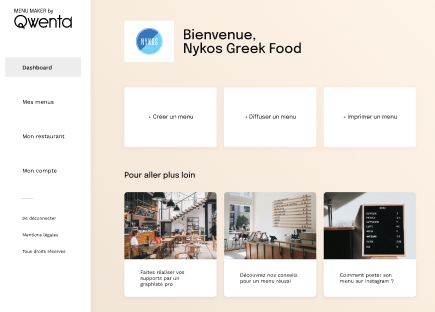 MENU MAKER by
Qwenta
Dashboard
Mes menus
Mon restaurant
Mon compte
Se déconnecter
Mentions légales
Tous droits réservés
NYKOS
Bienvenue,
Nykos Greek Food
+ Créer un menu
+ Diffuser un menu
+ Imprimer un menu
Pour aller plus loin
Faites réaliser vos
supports par un
graphiste pro
Découvrez nos conseils
pour un menu réussi
Comment poster son
menu sur Instagram ?